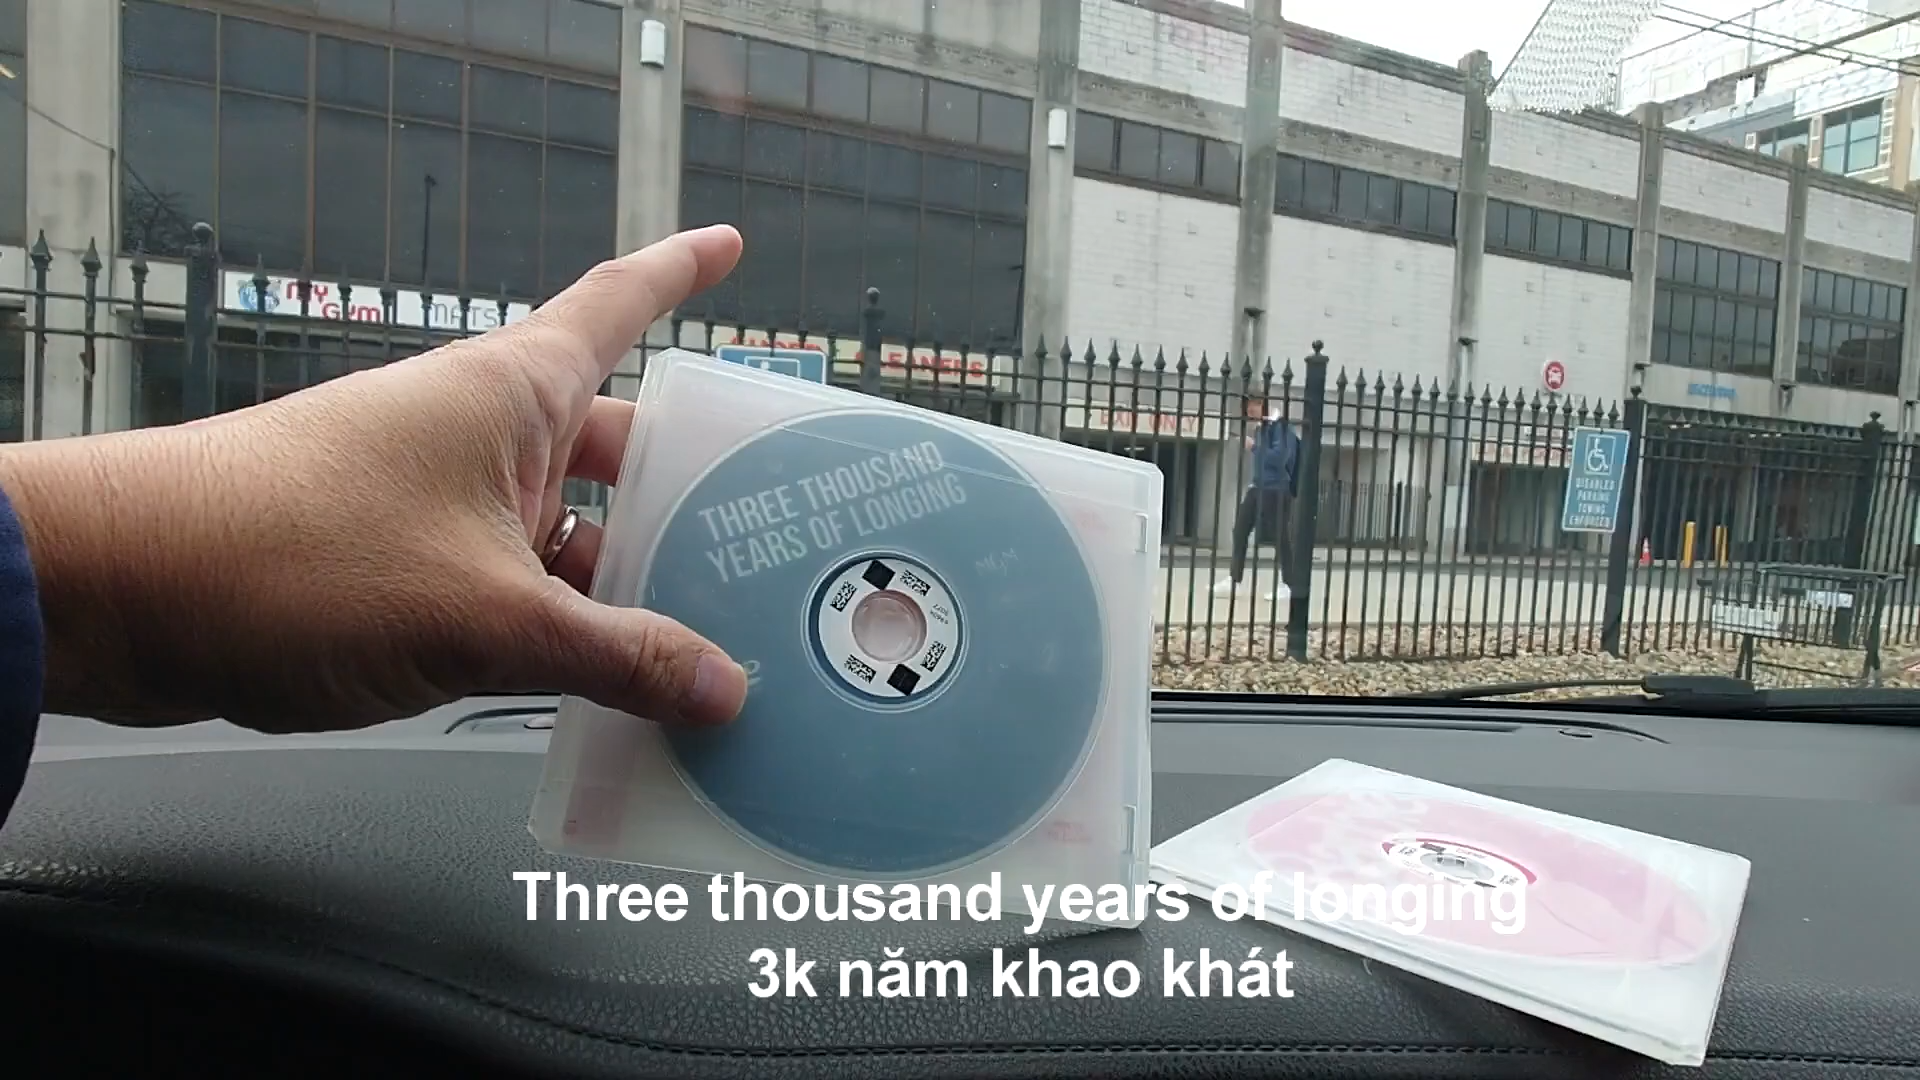 MY
GYM
MATS
CLEANERS
EXIT ONLY
DISABLED
PARKING
TOWING
ENFORCED
THREE THOUSAND
YEARS OF LONGING
MGM
Three thousand years of longing
3k năm khao khát